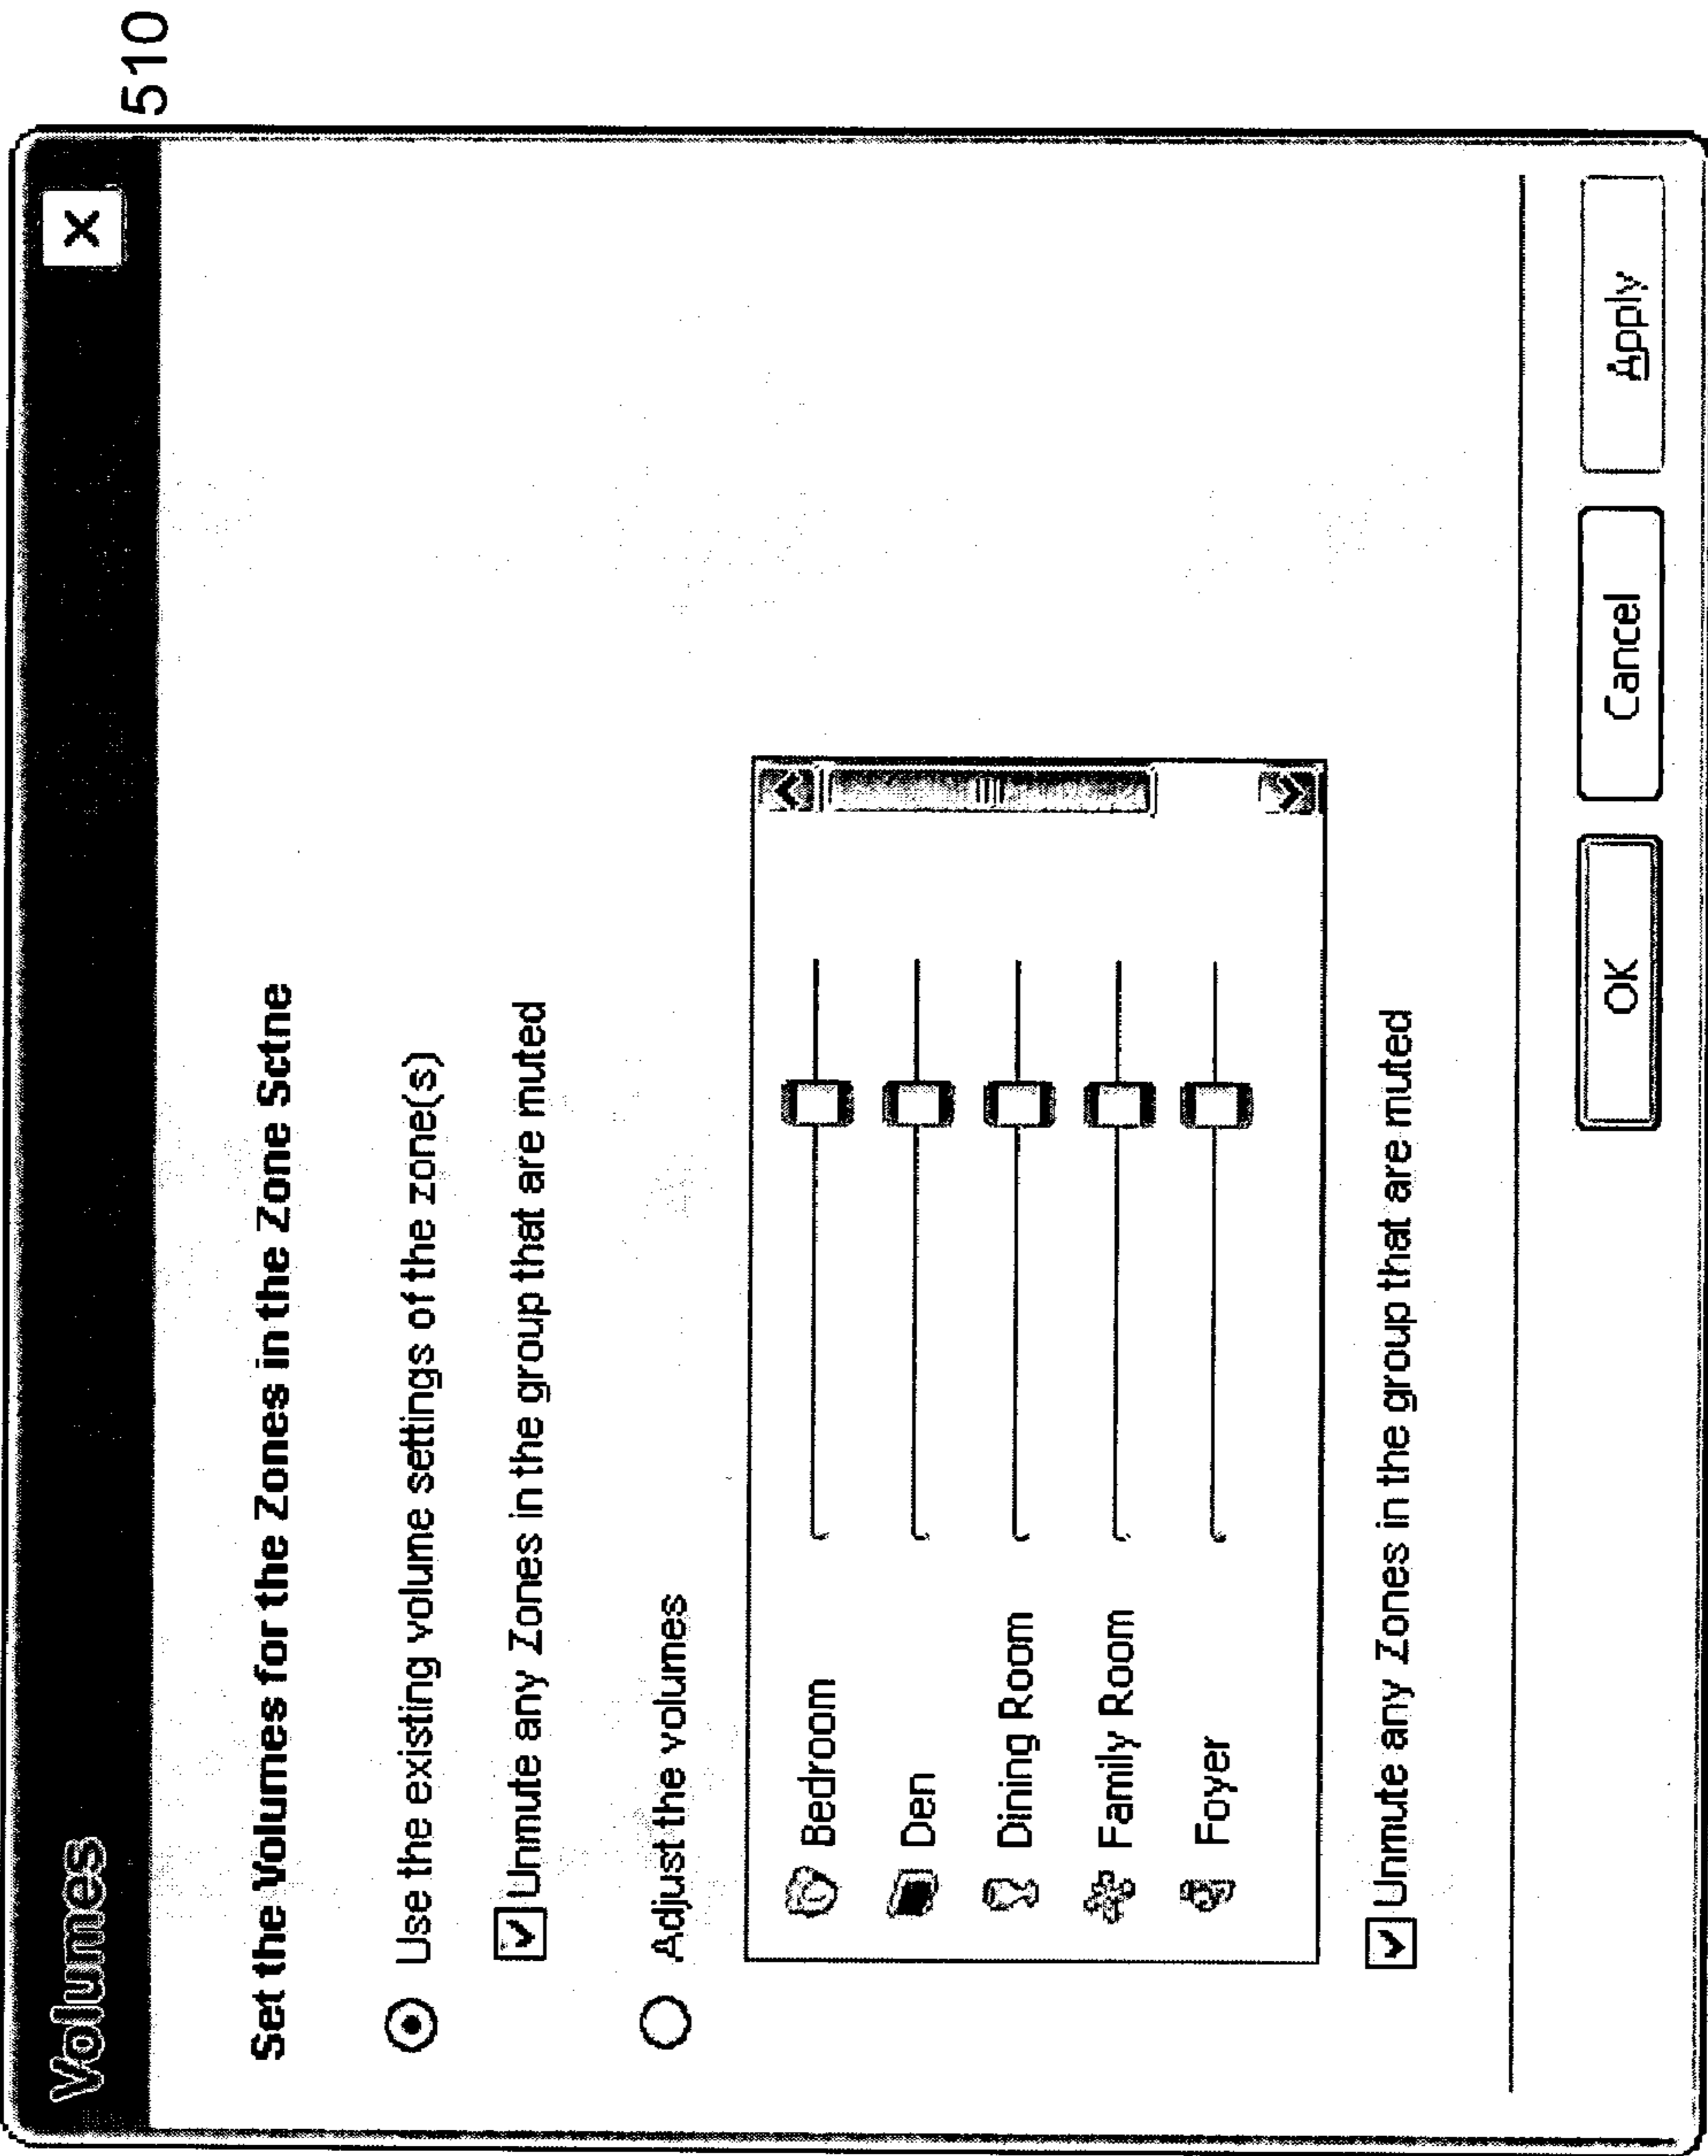 510
Volumes
X
Set the Volumes for the Zones in the Zone Sctne
Use the existing volume settings of the zone(s)
Unmute any Zones in the group that are muted
Adjust the volumes
Bedroom
Den
Dining Room
Family Room
Foyer
Unmute any Zones in the group that are muted
OK Cancel Apply